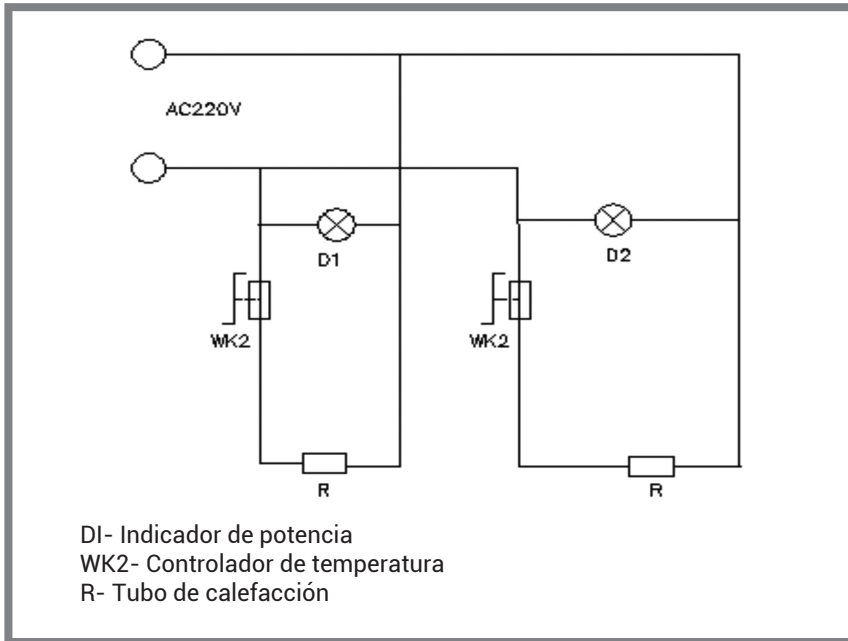 AC220V
D1
D2
WK2
WK2
R
R
DI- Indicador de potencia
WK2- Controlador de temperatura
R- Tubo de calefacción